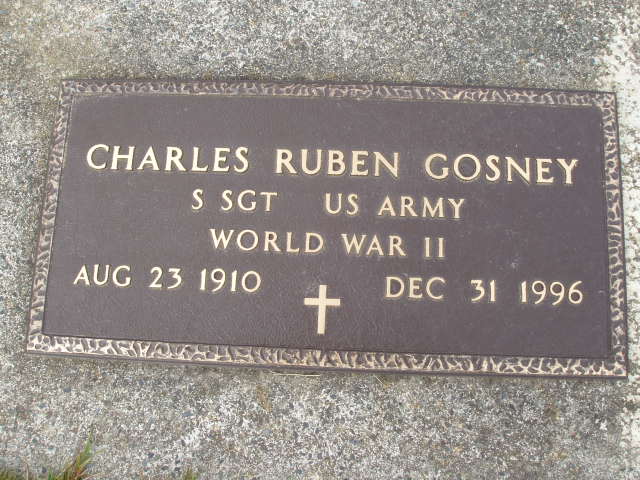 CHARLES RUBEN GOSNEY
S SGT US ARMY
WORLD WAR II
AUG 23 1910 DEC 31 1996